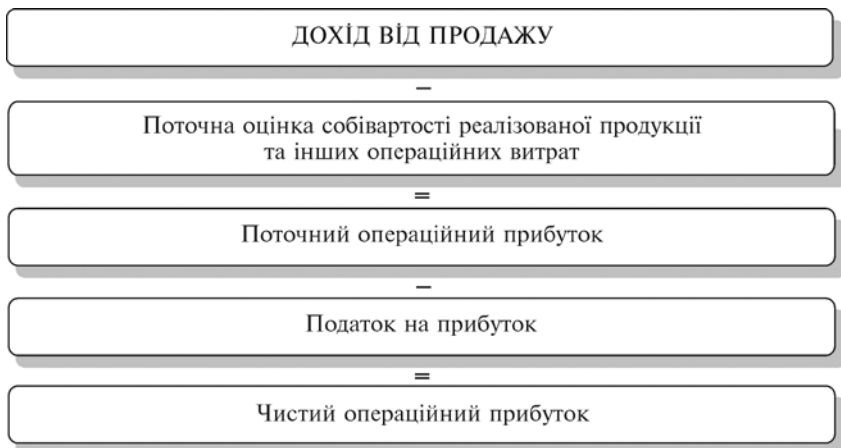 ДОХІД ВІД ПРОДАЖУ
–
Поточна оцінка собівартості реалізованої продукції
та інших операційних витрат
=
Поточний операційний прибуток
–
Податок на прибуток
=
Чистий операційний прибуток